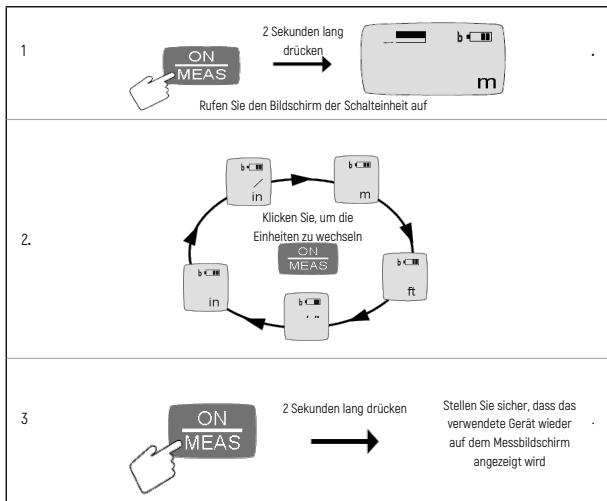 1
2 Sekunden lang
drücken
ON
MEAS
b
m
.
Rufen Sie den Bildschirm der Schalteinheit auf
2.
b
in
b
m
Klicken Sie, um die
Einheiten zu wechseln
ON
MEAS
b
ft
b
in
b
' "
3
ON
MEAS
2 Sekunden lang drücken
Stellen Sie sicher, dass das
verwendete Gerät wieder
auf dem Messbildschirm
angezeigt wird
.